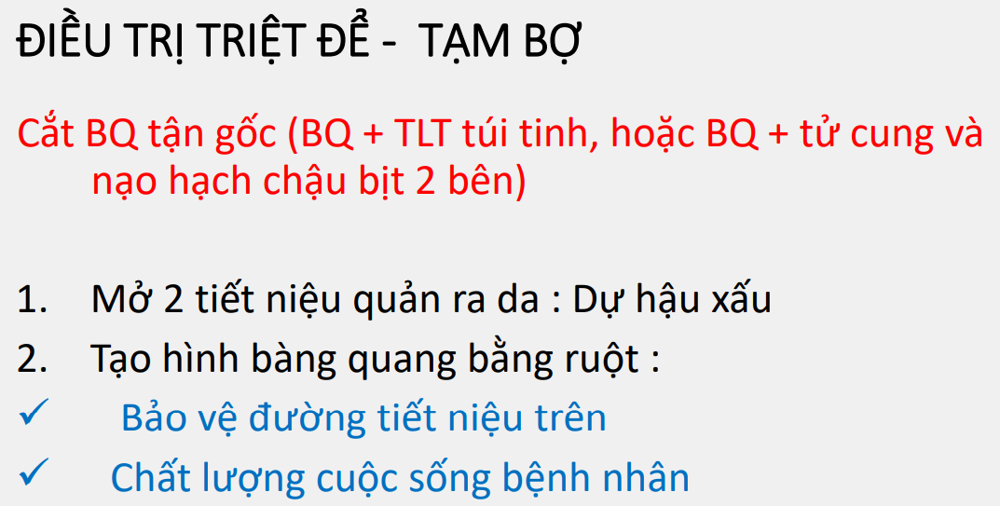 ĐIỀU TRỊ TRIỆT ĐỂ - TẠM BỢ
Cắt BQ tận gốc (BQ + TLT túi tinh, hoặc BQ + tử cung và
nạo hạch chậu bịt 2 bên)
1. Mở 2 tiết niệu quản ra da : Dự hậu xấu
2. Tạo hình bàng quang bằng ruột :
✓ Bảo vệ đường tiết niệu trên
✓ Chất lượng cuộc sống bệnh nhân